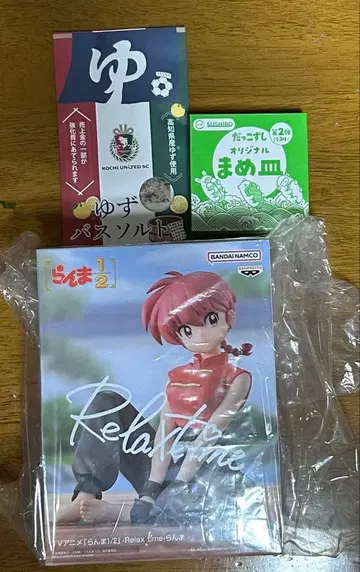 ゆ
売上金の一部が
強化費にあてられます
高知県産ゆず使用
KOCHI UNITED SC
ゆず
バスソルト
SUSHIRO
だっこずし
第2弾
オリジナル
まめ皿
らんま1/2
BANDAI NAMCO
BANPRESTO
Relax time
TVアニメ「らんま1/2」-Relax time-らんま